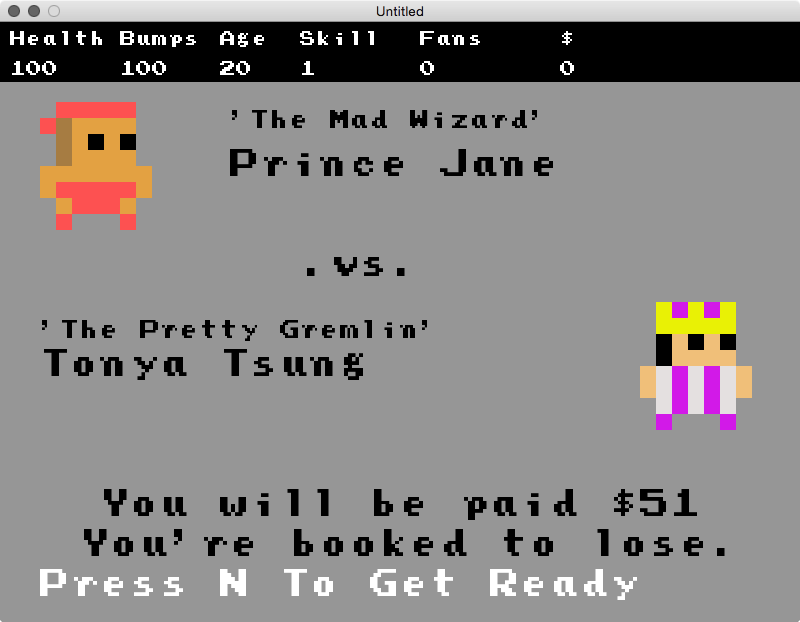 Untitled
Health Bumps Age Skill Fans $
100 100 20 1 0 0
'The Mad Wizard'
Prince Jane
.vs.
'The Pretty Gremlin'
Tonya Tsung
You will be paid $51
You're booked to lose.
Press N To Get Ready